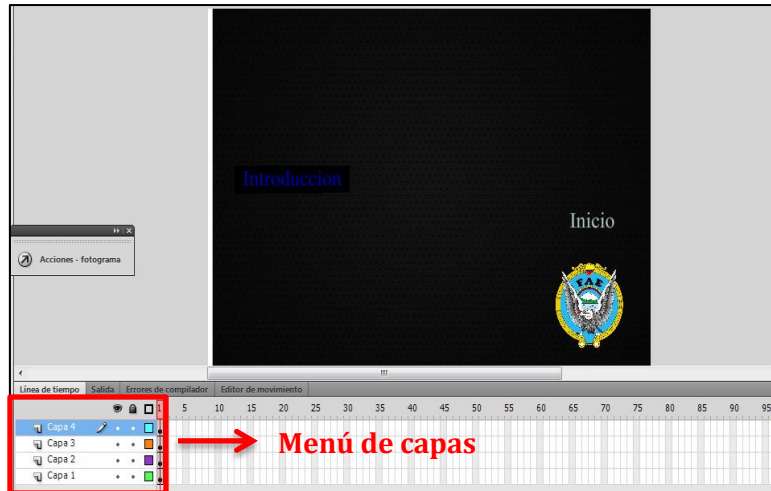 Introduccion
Inicio
FAE
Acciones - fotograma
Línea de tiempo Salida Errores de compilador Editor de movimiento
1 5 10 15 20 25 30 35 40 45 50 55 60 65 70 75 80 85 90 95
Capa 4
Capa 3
Capa 2
Capa 1
Menú de capas